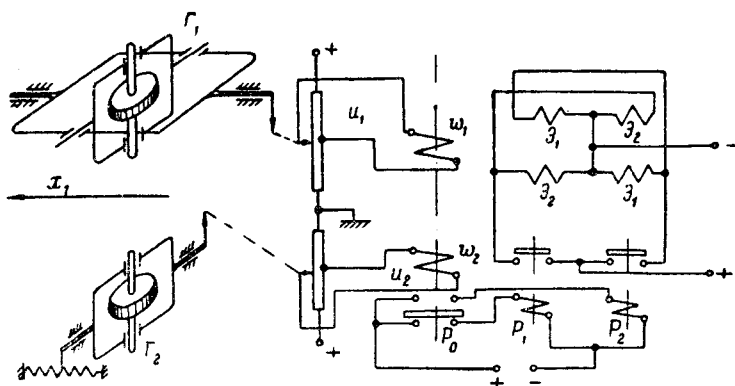 Г₁
+
u₁
w₁
Э₁
Э₂
-
Э₂
Э₁
+
x₁
w₂
u₂
Г₂
+
P₀
P₁
P₂
+
-